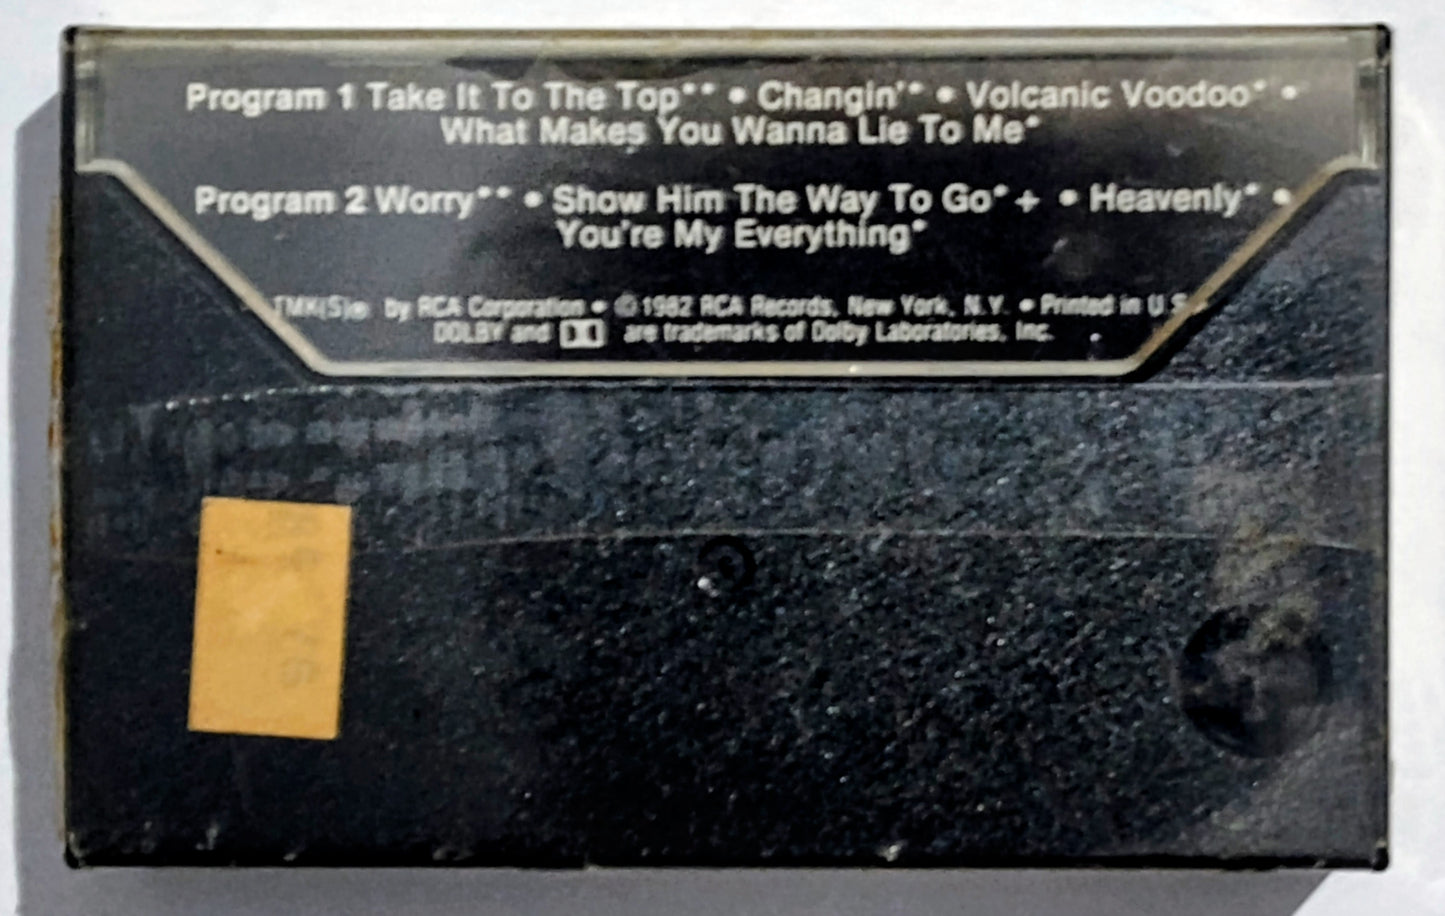 Program 1 Take It To The Top** • Changin'* • Volcanic Voodoo* •
What Makes You Wanna Lie To Me*
Program 2 Worry** • Show Him The Way To Go*+ • Heavenly* •
You're My Everything*
TMK(S)® by RCA Corporation • ©1982 RCA Records, New York, N.Y. • Printed in U.S.
DOLBY and are trademarks of Dolby Laboratories, Inc.